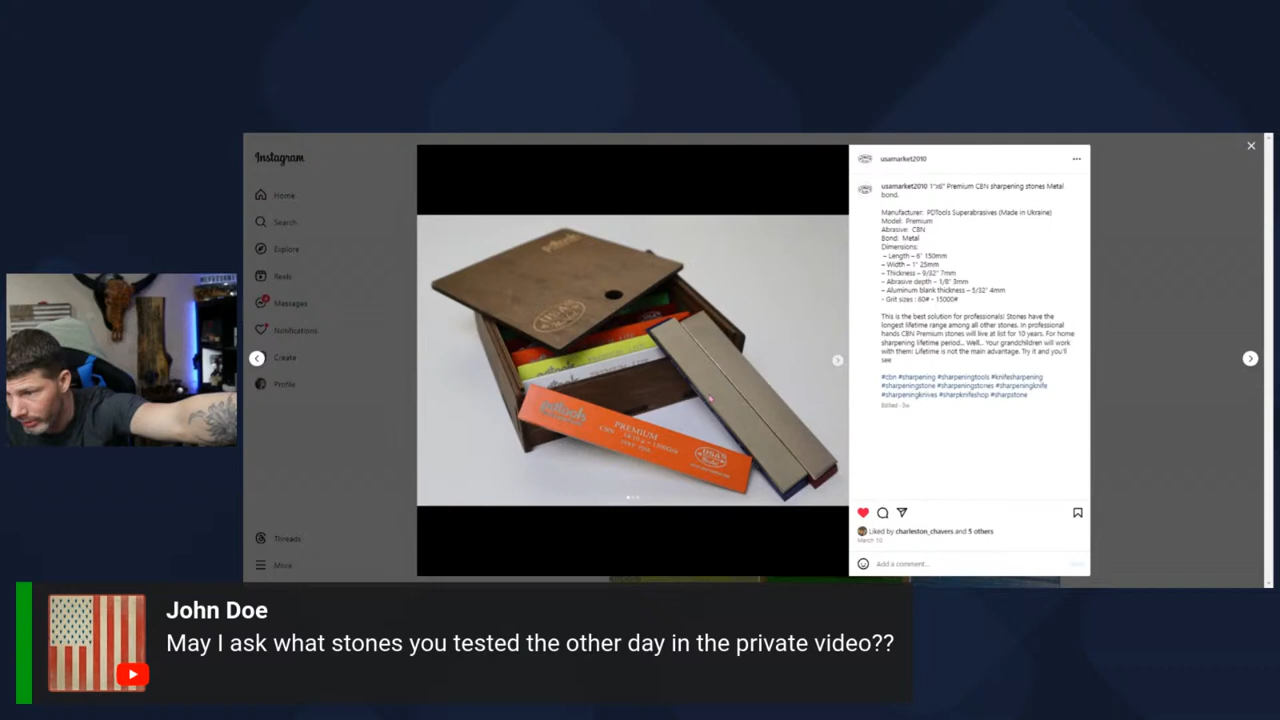 Instagram
Home
Search
Explore
Reels
Messages
Notifications
Create
Profile
Threads
More
pdtools
USA'S
PREMIUM
usamarket2010
usamarket2010 1"x6" Premium CBN sharpening stones Metal
bond.
Manufacturer: PDTools Superabrasives (Made in Ukraine)
Model: Premium
Abrasive: CBN
Bond: Metal
Dimensions:
- Length – 6" 150mm
– Width – 1" 25mm
– Thickness – 9/32" 7mm
– Abrasive depth – 1/8" 3mm
– Aluminum blank thickness – 5/32" 4mm
- Grit sizes : 60# - 15000#
This is the best solution for professionals! Stones have the
longest lifetime range among all other stones. In professional
hands CBN Premium stones will live at list for 10 years. For home
sharpening lifetime period... Well... Your grandchildren will work
with them! Lifetime is not the main advantage. Try it and you'll
see
#cbn #sharpening #sharpeningtools #knifesharpening
#sharpeningstone #sharpeningstones #sharpeningknife
#sharpeningknives #sharpknifeshop #sharpstone
Edited · 3w
Liked by charleston_chavers and 5 others
March 10
Add a comment...
John Doe
May I ask what stones you tested the other day in the private video??